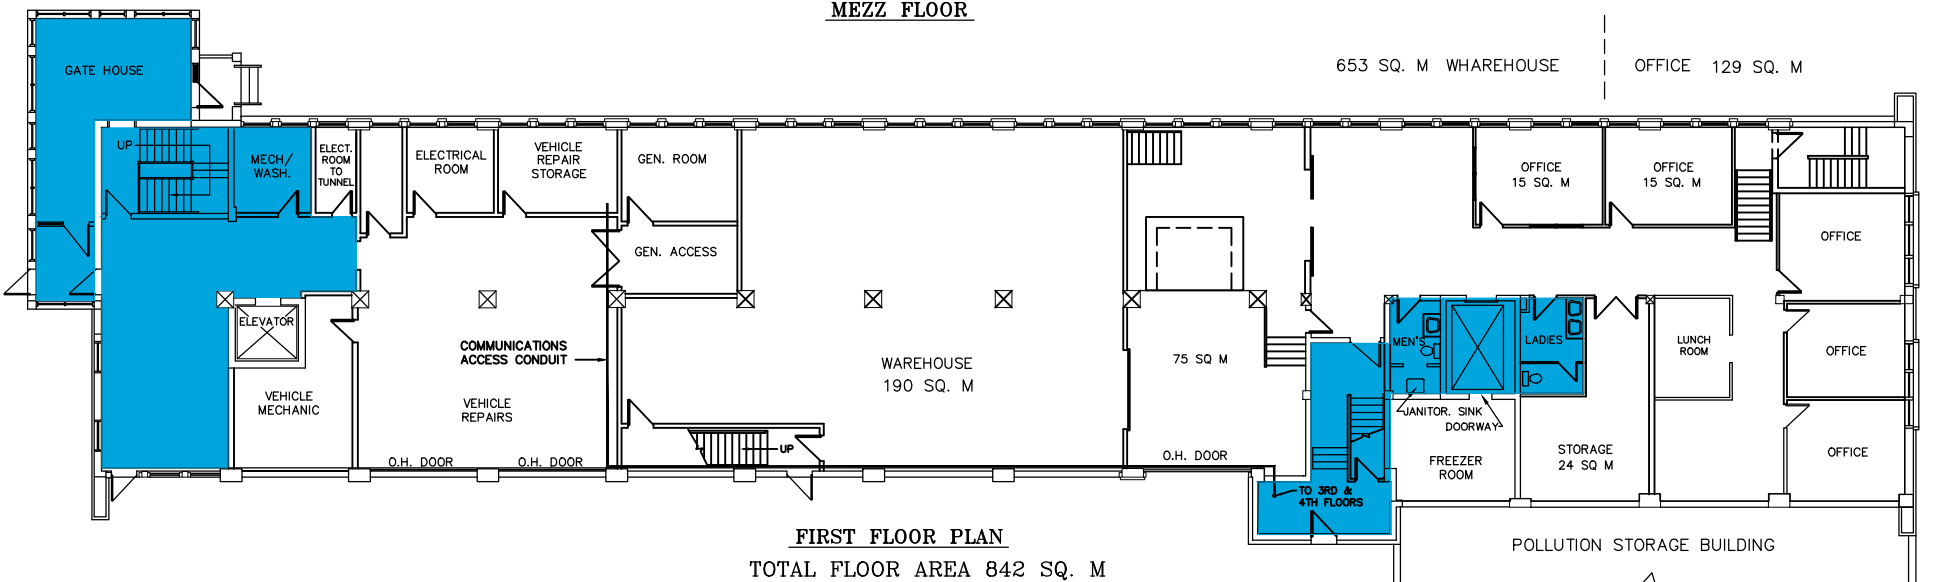 MEZZ FLOOR
653 SQ. M WHAREHOUSE
OFFICE 129 SQ. M
GATE HOUSE
UP
MECH/
WASH.
ELECT.
ROOM
TO
TUNNEL
ELECTRICAL
ROOM
VEHICLE
REPAIR
STORAGE
GEN. ROOM
GEN. ACCESS
OFFICE
15 SQ. M
OFFICE
15 SQ. M
OFFICE
ELEVATOR
COMMUNICATIONS
ACCESS CONDUIT
WAREHOUSE
190 SQ. M
75 SQ M
MEN'S
LADIES
LUNCH
ROOM
OFFICE
VEHICLE
MECHANIC
VEHICLE
REPAIRS
JANITOR. SINK
DOORWAY
UP
O.H. DOOR
O.H. DOOR
O.H. DOOR
FREEZER
ROOM
STORAGE
24 SQ M
OFFICE
TO 3RD &
4TH FLOORS
FIRST FLOOR PLAN
TOTAL FLOOR AREA 842 SQ. M
POLLUTION STORAGE BUILDING